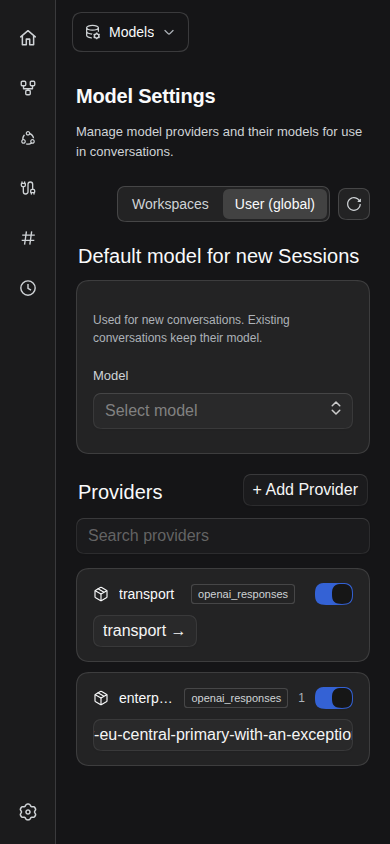 Models
Model Settings
Manage model providers and their models for use
in conversations.
Workspaces User (global)
Default model for new Sessions
Used for new conversations. Existing
conversations keep their model.
Model
Select model
Providers + Add Provider
Search providers
transport openai_responses
transport →
enterp… openai_responses 1
-eu-central-primary-with-an-exceptio